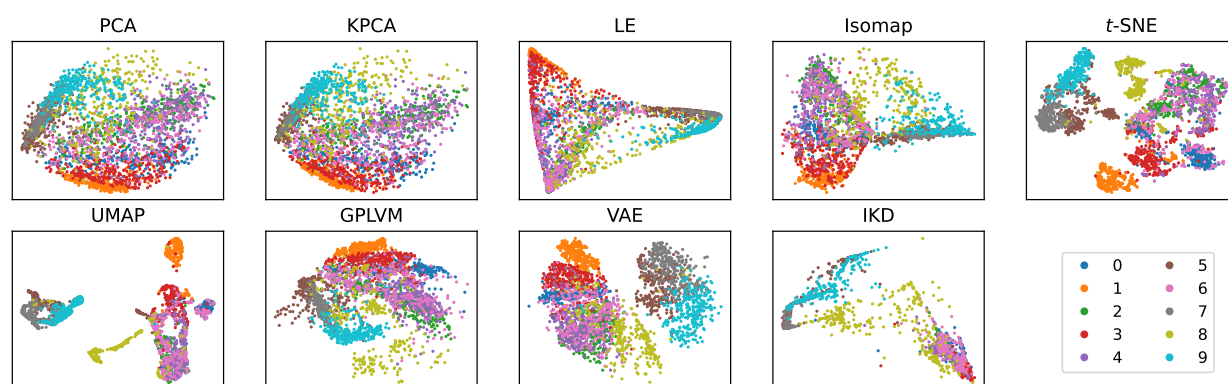 PCA KPCA LE Isomap t-SNE
UMAP GPLVM VAE IKD
0 5
1 6
2 7
3 8
4 9